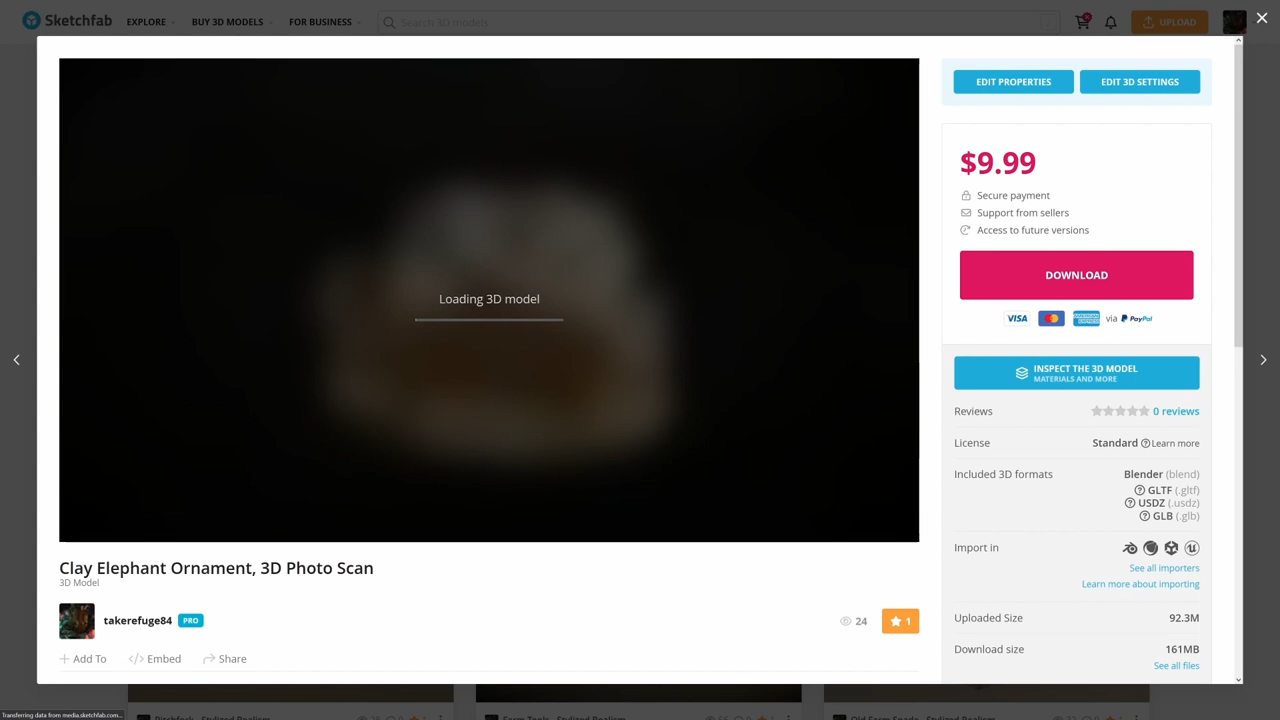 Sketchfab
EXPLORE
BUY 3D MODELS
FOR BUSINESS
Search 3D models
UPLOAD
EDIT PROPERTIES
EDIT 3D SETTINGS
$9.99
Secure payment
Support from sellers
Access to future versions
DOWNLOAD
VISA
via PayPal
INSPECT THE 3D MODEL
MATERIALS AND MORE
Reviews 0 reviews
License Standard Learn more
Included 3D formats Blender (blend)
GLTF (.gltf)
USDZ (.usdz)
GLB (.glb)
Import in
See all importers
Learn more about importing
Uploaded Size 92.3M
Download size 161MB
See all files
Loading 3D model
Clay Elephant Ornament, 3D Photo Scan
3D Model
takerefuge84 PRO
24
1
Add To
Embed
Share
Transferring data from media.sketchfab.com...